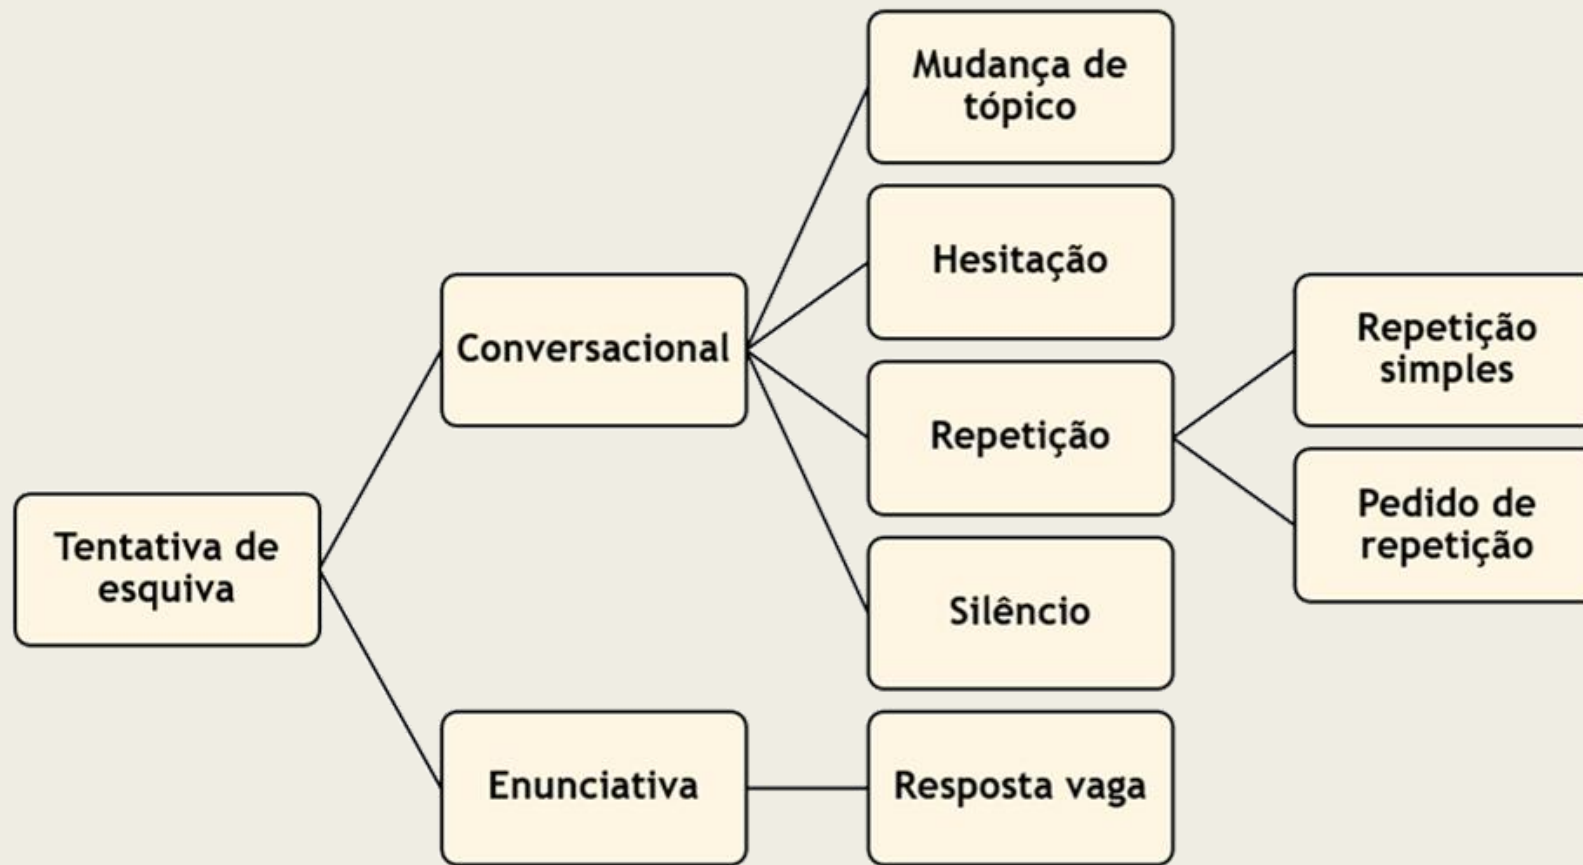 Mudança de
tópico
Hesitação
Conversacional
Repetição
simples
Repetição
Pedido de
repetição
Tentativa de
esquiva
Silêncio
Enunciativa
Resposta vaga